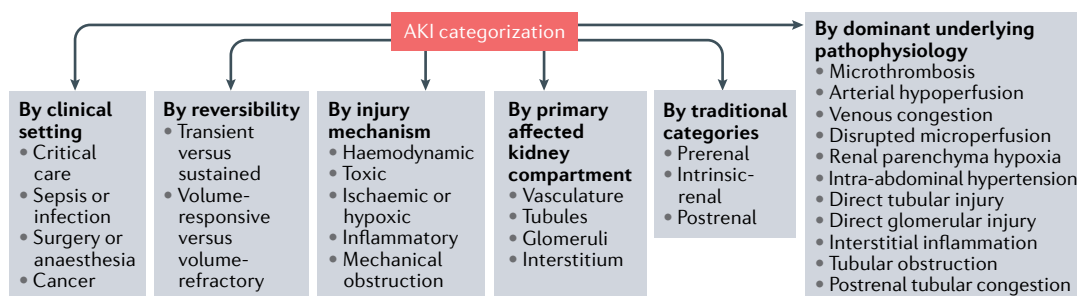 AKI categorization
By clinical
setting
• Critical
care
• Sepsis or
infection
• Surgery or
anaesthesia
• Cancer
By reversibility
• Transient
versus
sustained
• Volume-
responsive
versus
volume-
refractory
By injury
mechanism
• Haemodynamic
• Toxic
• Ischaemic or
hypoxic
• Inflammatory
• Mechanical
obstruction
By primary
affected
kidney
compartment
• Vasculature
• Tubules
• Glomeruli
• Interstitium
By traditional
categories
• Prerenal
• Intrinsic-
renal
• Postrenal
By dominant underlying
pathophysiology
• Microthrombosis
• Arterial hypoperfusion
• Venous congestion
• Disrupted microperfusion
• Renal parenchyma hypoxia
• Intra-abdominal hypertension
• Direct tubular injury
• Direct glomerular injury
• Interstitial inflammation
• Tubular obstruction
• Postrenal tubular congestion